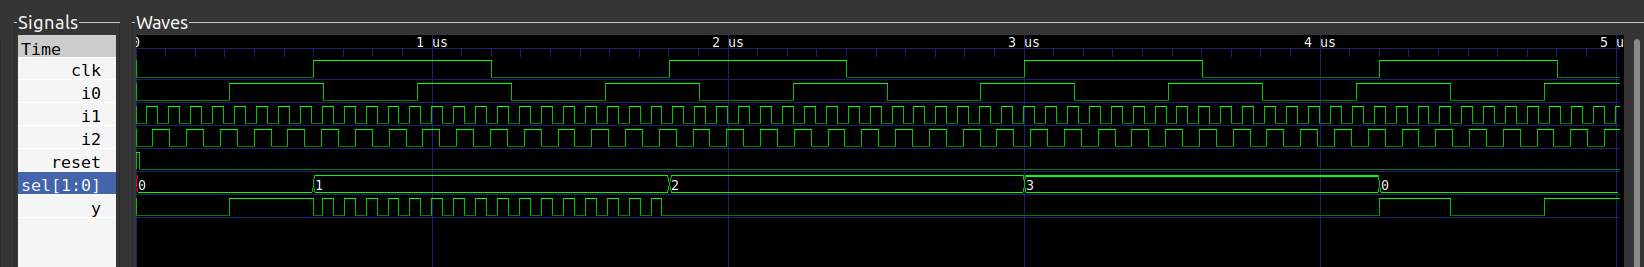 Signals Waves
Time 0 1 us 2 us 3 us 4 us 5 u
clk
i0
i1
i2
reset
sel[1:0] 0 1 2 3 0
y